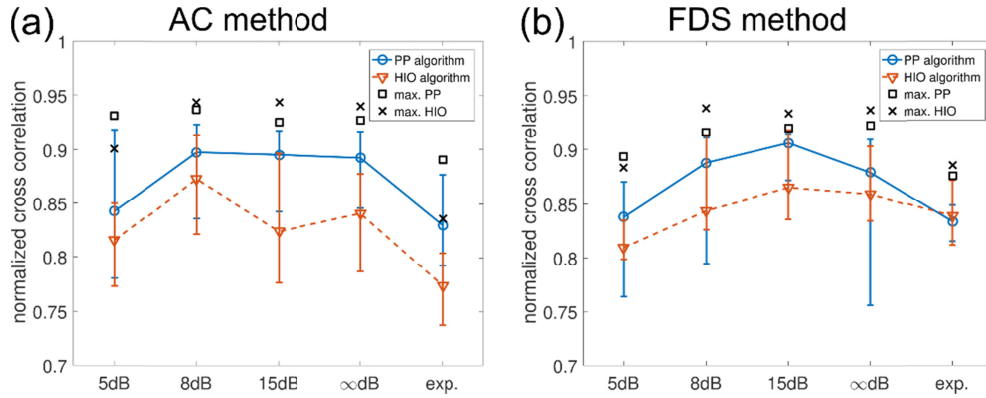 (a) AC method
1
0.95
0.9
0.85
0.8
0.75
0.7
normalized cross correlation
PP algorithm
HIO algorithm
max. PP
max. HIO
5dB 8dB 15dB ∞dB exp.
(b) FDS method
1
0.95
0.9
0.85
0.8
0.75
0.7
normalized cross correlation
PP algorithm
HIO algorithm
max. PP
max. HIO
5dB 8dB 15dB ∞dB exp.